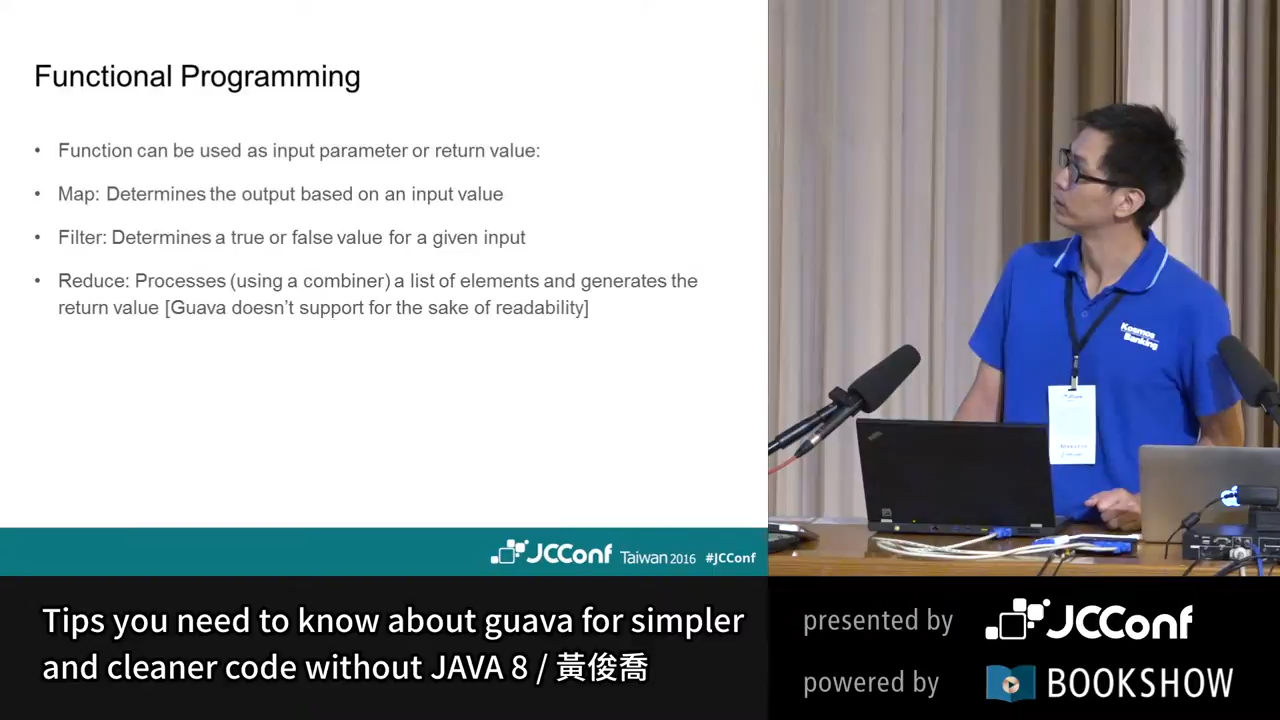 Functional Programming
• Function can be used as input parameter or return value:
• Map: Determines the output based on an input value
• Filter: Determines a true or false value for a given input
• Reduce: Processes (using a combiner) a list of elements and generates the
return value [Guava doesn’t support for the sake of readability]
JCConf Taiwan 2016 #JCConf
Kosmos
Banking
Tips you need to know about guava for simpler
and cleaner code without JAVA 8 / 黃俊喬
presented by JCConf
powered by BOOKSHOW